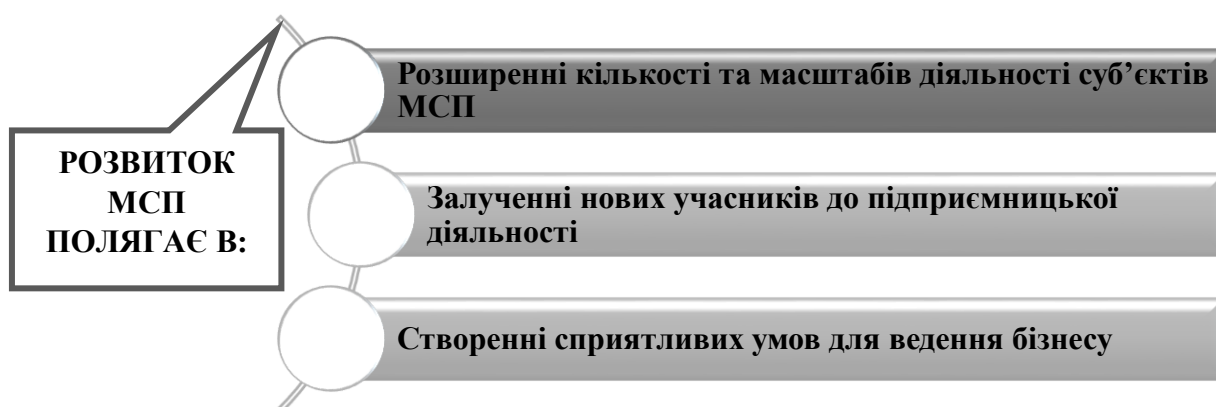 РОЗВИТОК
МСП
ПОЛЯГАЄ В:
Розширенні кількості та масштабів діяльності суб’єктів
МСП
Залученні нових учасників до підприємницької
діяльності
Створенні сприятливих умов для ведення бізнесу